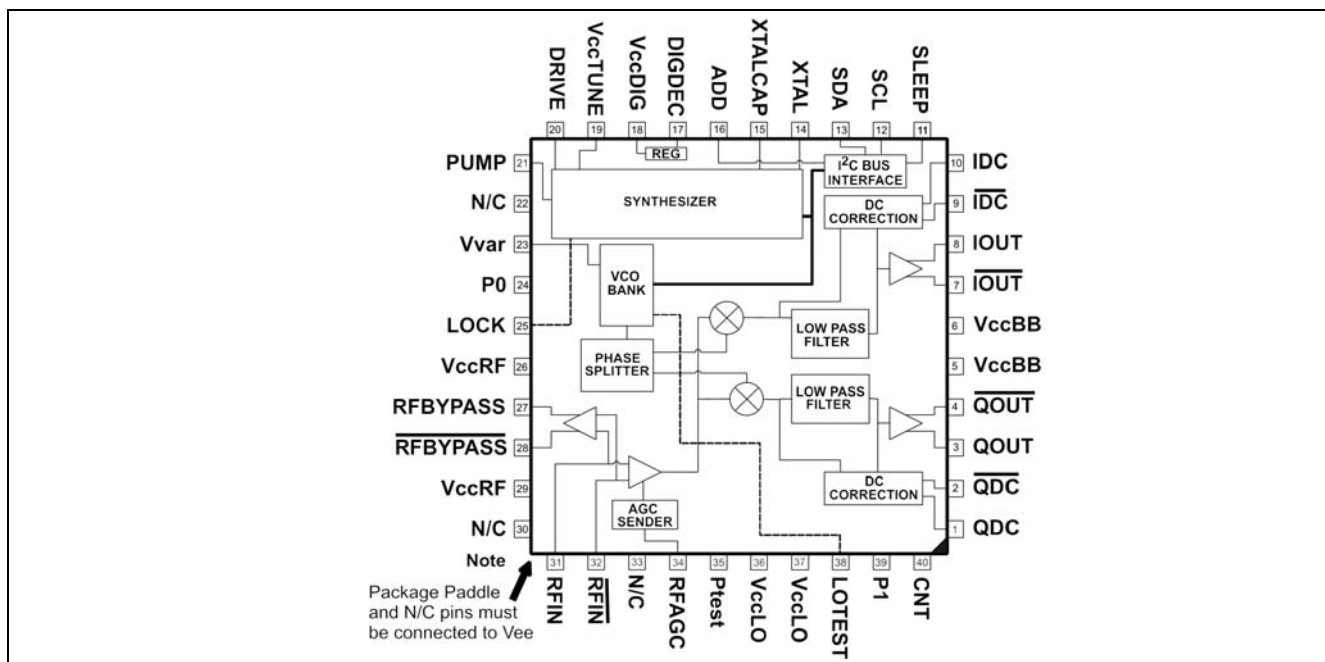 DRIVE
VccTUNE
VccDIG
DIGDEC
ADD
XTALCAP
XTAL
SDA
SCL
SLEEP
20
19
18
17
16
15
14
13
12
11
PUMP 21
N/C 22
Vvar 23
P0 24
LOCK 25
VccRF 26
RFBYPASS 27
RFBYPASS 28
VccRF 29
N/C 30
REG
SYNTHESIZER
I²C BUS
INTERFACE
DC
CORRECTION
VCO
BANK
LOW PASS
FILTER
PHASE
SPLITTER
LOW PASS
FILTER
DC
CORRECTION
AGC
SENDER
10 IDC
9 IDC
8 IOUT
7 IOUT
6 VccBB
5 VccBB
4 QOUT
3 QOUT
2 QDC
1 QDC
31
32
33
34
35
36
37
38
39
40
RFIN
RFIN
N/C
RFAGC
Ptest
VccLO
VccLO
LOTEST
P1
CNT
Note
Package Paddle
and N/C pins must
be connected to Vee